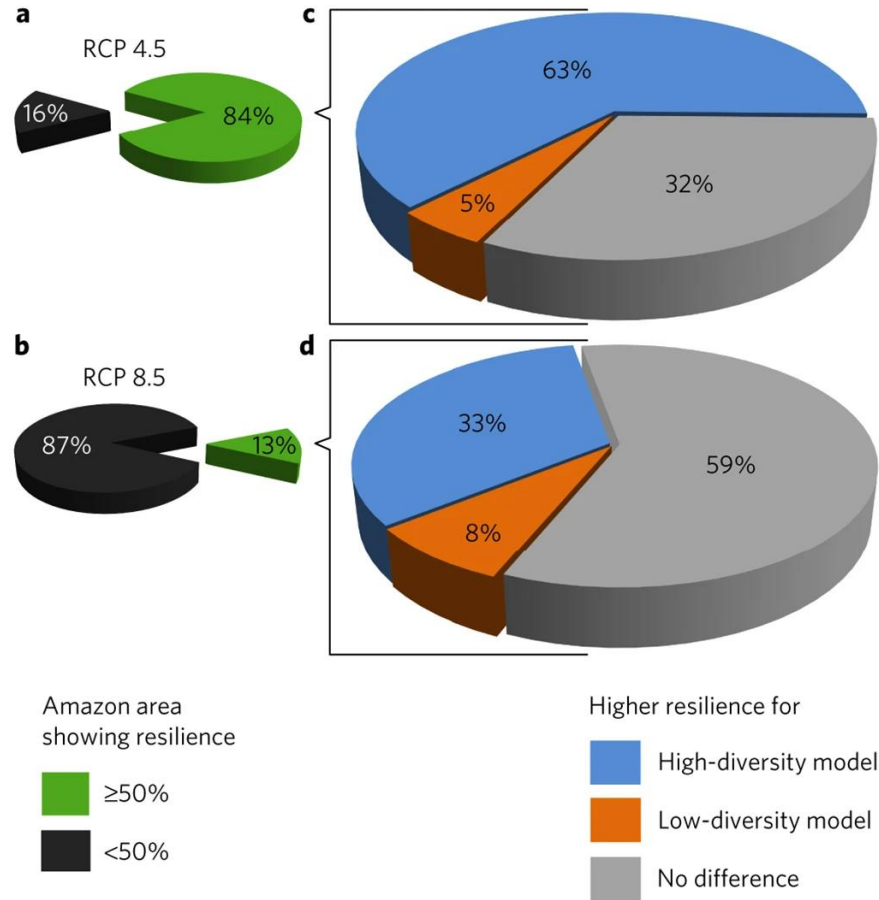 a
RCP 4.5
16%
84%
c
63%
5%
32%
b
RCP 8.5
87%
13%
d
33%
8%
59%
Amazon area
showing resilience
≥50%
<50%
Higher resilience for
High-diversity model
Low-diversity model
No difference